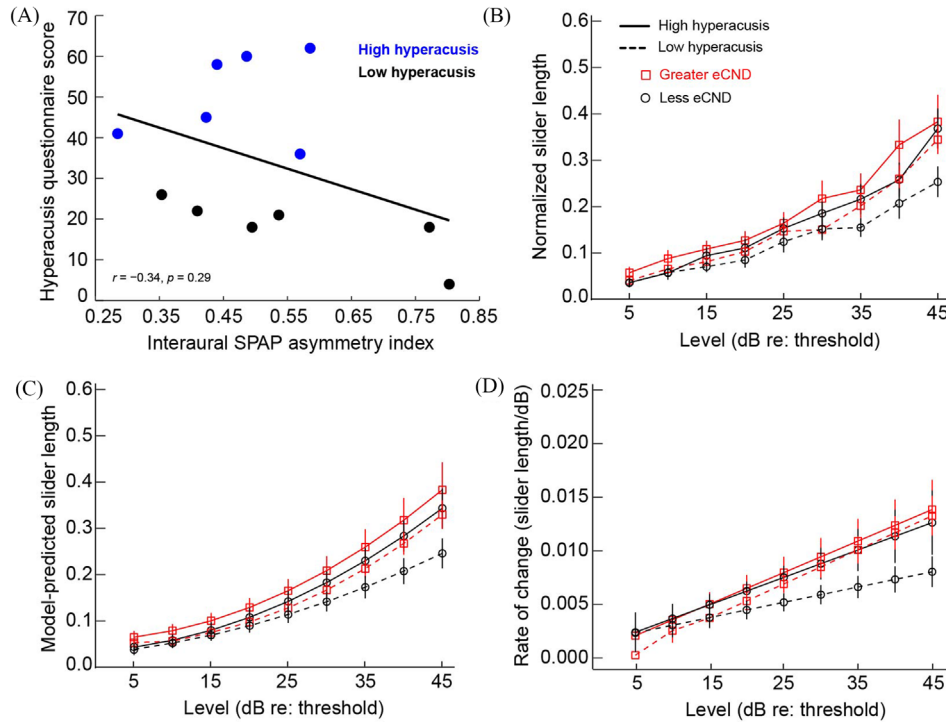 (A)
Hyperacusis questionnaire score
70
60
50
40
30
20
10
0
High hyperacusis
Low hyperacusis
r = −0.34, p = 0.29
0.25 0.35 0.45 0.55 0.65 0.75 0.85
Interaural SPAP asymmetry index
(B)
Normalized slider length
0.6
0.5
0.4
0.3
0.2
0.1
0.0
High hyperacusis
Low hyperacusis
Greater eCND
Less eCND
5 15 25 35 45
Level (dB re: threshold)
(C)
Model-predicted slider length
0.6
0.5
0.4
0.3
0.2
0.1
0.0
5 15 25 35 45
Level (dB re: threshold)
(D)
Rate of change (slider length/dB)
0.025
0.020
0.015
0.010
0.005
0.000
5 15 25 35 45
Level (dB re: threshold)